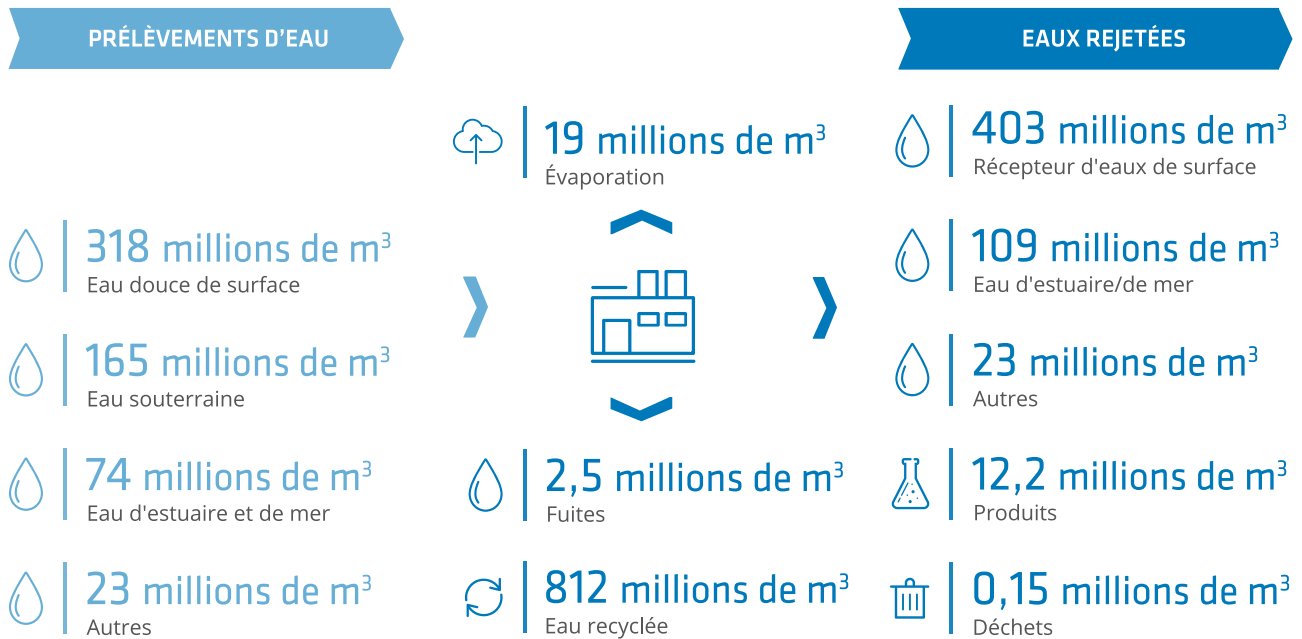 PRÉLÈVEMENTS D'EAU
318 millions de m³
Eau douce de surface
165 millions de m³
Eau souterraine
74 millions de m³
Eau d'estuaire et de mer
23 millions de m³
Autres
19 millions de m³
Évaporation
2,5 millions de m³
Fuites
812 millions de m³
Eau recyclée
EAUX REJETÉES
403 millions de m³
Récepteur d'eaux de surface
109 millions de m³
Eau d'estuaire/de mer
23 millions de m³
Autres
12,2 millions de m³
Produits
0,15 millions de m³
Déchets